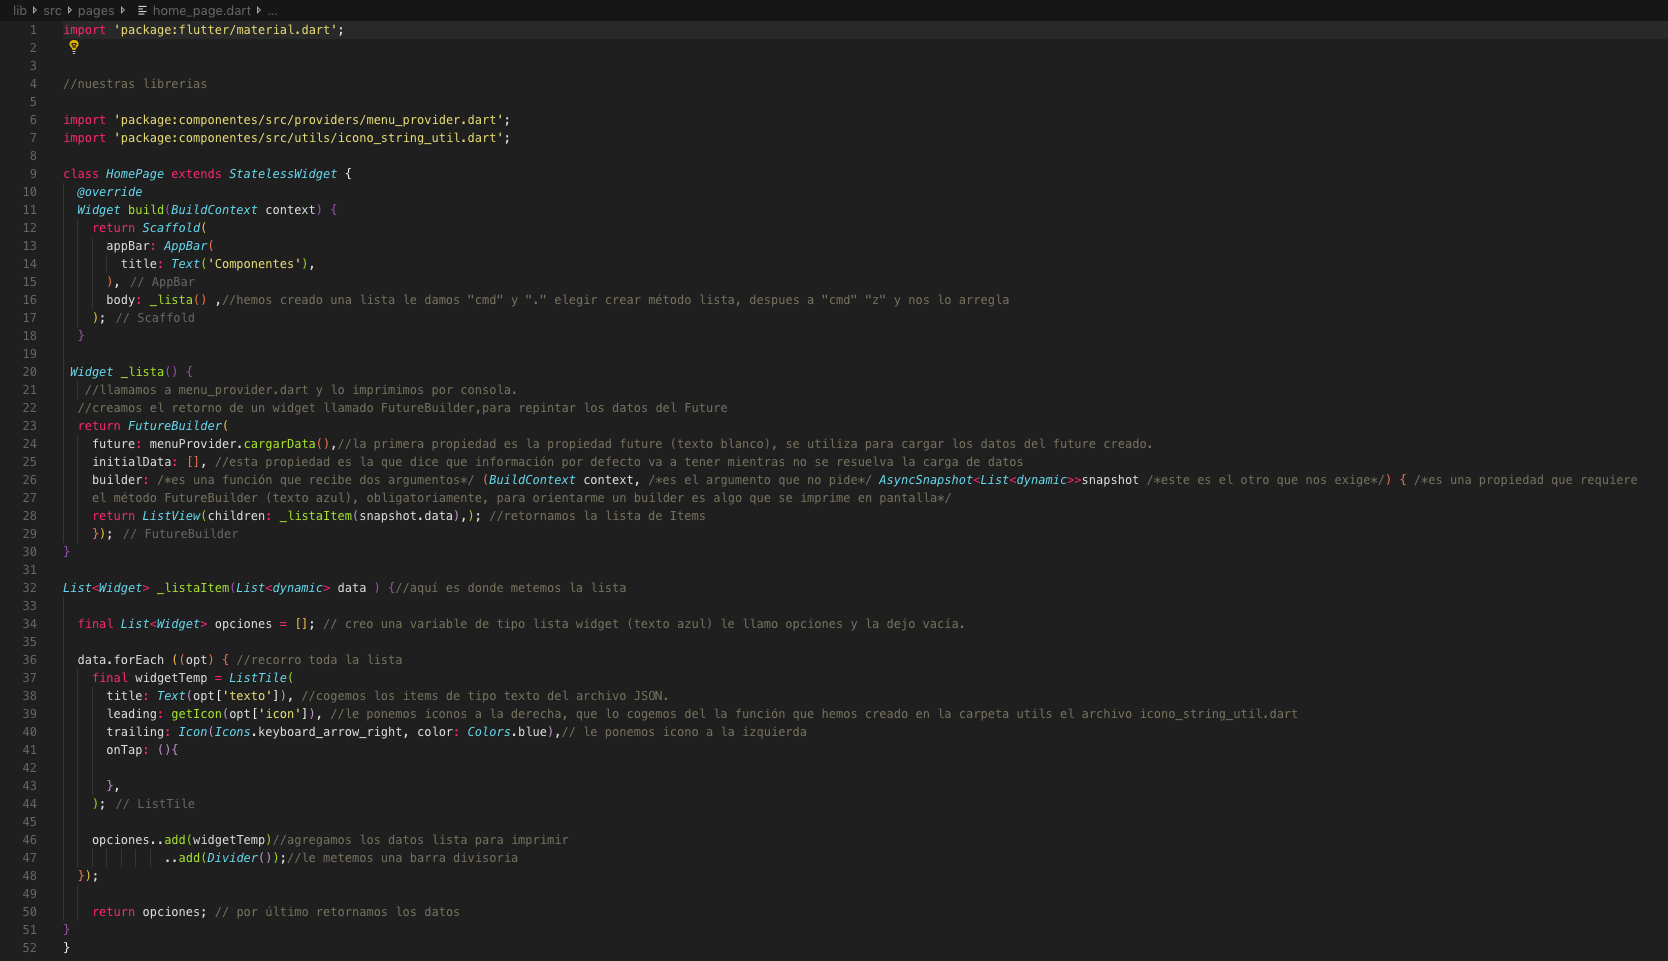 lib src pages home_page.dart ...
1 import 'package:flutter/material.dart';
2
3
4 //nuestras librerias
5
6 import 'package:componentes/src/providers/menu_provider.dart';
7 import 'package:componentes/src/utils/icono_string_util.dart';
8
9 class HomePage extends StatelessWidget {
10 @override
11 Widget build(BuildContext context) {
12 return Scaffold(
13 appBar: AppBar(
14 title: Text('Componentes'),
15 ), // AppBar
16 body: _lista() ,//hemos creado una lista le damos "cmd" y "." elegir crear método lista, despues a "cmd" "z" y nos lo arregla
17 ); // Scaffold
18 }
19
20 Widget _lista() {
21 //llamamos a menu_provider.dart y lo imprimimos por consola.
22 //creamos el retorno de un widget llamado FutureBuilder,para repintar los datos del Future
23 return FutureBuilder(
24 future: menuProvider.cargarData(),//la primera propiedad es la propiedad future (texto blanco), se utiliza para cargar los datos del future creado.
25 initialData: [], //esta propiedad es la que dice que información por defecto va a tener mientras no se resuelva la carga de datos
26 builder: /*es una función que recibe dos argumentos*/ (BuildContext context, /*es el argumento que no pide*/ AsyncSnapshot<List<dynamic>>snapshot /*este es el otro que nos exige*/) { /*es una propiedad que requiere
27 el método FutureBuilder (texto azul), obligatoriamente, para orientarme un builder es algo que se imprime en pantalla*/
28 return ListView(children: _listaItem(snapshot.data),); //retornamos la lista de Items
29 }); // FutureBuilder
30 }
31
32 List<Widget> _listaItem(List<dynamic> data ) {//aquí es donde metemos la lista
33
34 final List<Widget> opciones = []; // creo una variable de tipo lista widget (texto azul) le llamo opciones y la dejo vacía.
35
36 data.forEach ((opt) { //recorro toda la lista
37 final widgetTemp = ListTile(
38 title: Text(opt['texto']), //cogemos los items de tipo texto del archivo JSON.
39 leading: getIcon(opt['icon']), //le ponemos iconos a la derecha, que lo cogemos del la función que hemos creado en la carpeta utils el archivo icono_string_util.dart
40 trailing: Icon(Icons.keyboard_arrow_right, color: Colors.blue),// le ponemos icono a la izquierda
41 onTap: (){
42
43 },
44 ); // ListTile
45
46 opciones..add(widgetTemp)//agregamos los datos lista para imprimir
47 ..add(Divider());//le metemos una barra divisoria
48 });
49
50 return opciones; // por último retornamos los datos
51 }
52 }